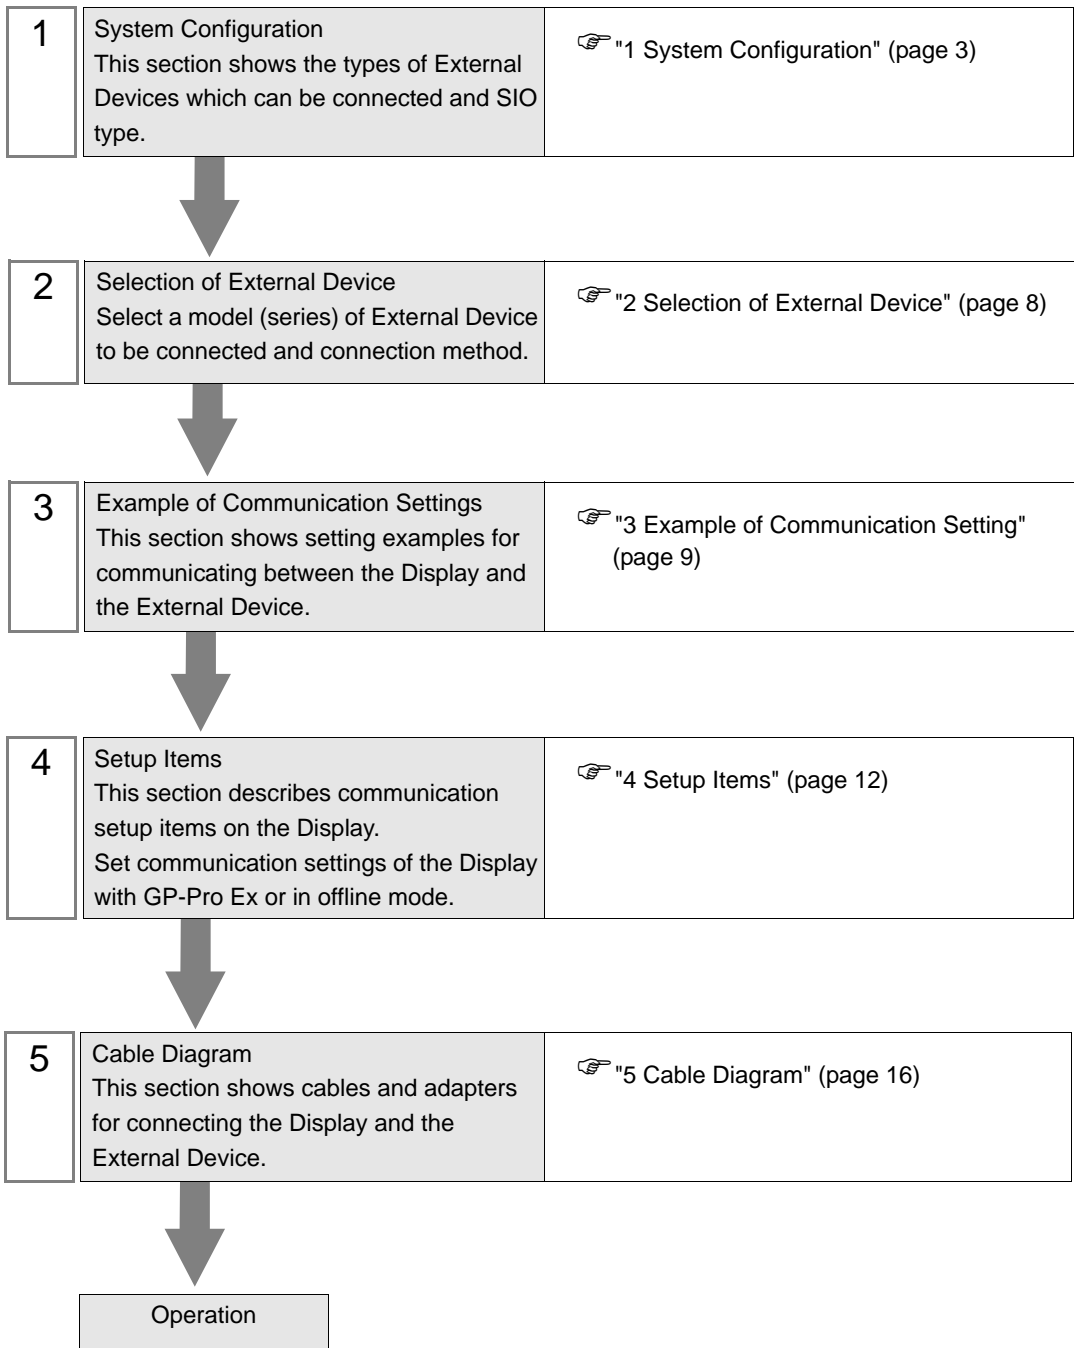 1
System Configuration
This section shows the types of External
Devices which can be connected and SIO
type.
"1 System Configuration" (page 3)
2
Selection of External Device
Select a model (series) of External Device
to be connected and connection method.
"2 Selection of External Device" (page 8)
3
Example of Communication Settings
This section shows setting examples for
communicating between the Display and
the External Device.
"3 Example of Communication Setting"
(page 9)
4
Setup Items
This section describes communication
setup items on the Display.
Set communication settings of the Display
with GP-Pro Ex or in offline mode.
"4 Setup Items" (page 12)
5
Cable Diagram
This section shows cables and adapters
for connecting the Display and the
External Device.
"5 Cable Diagram" (page 16)
Operation